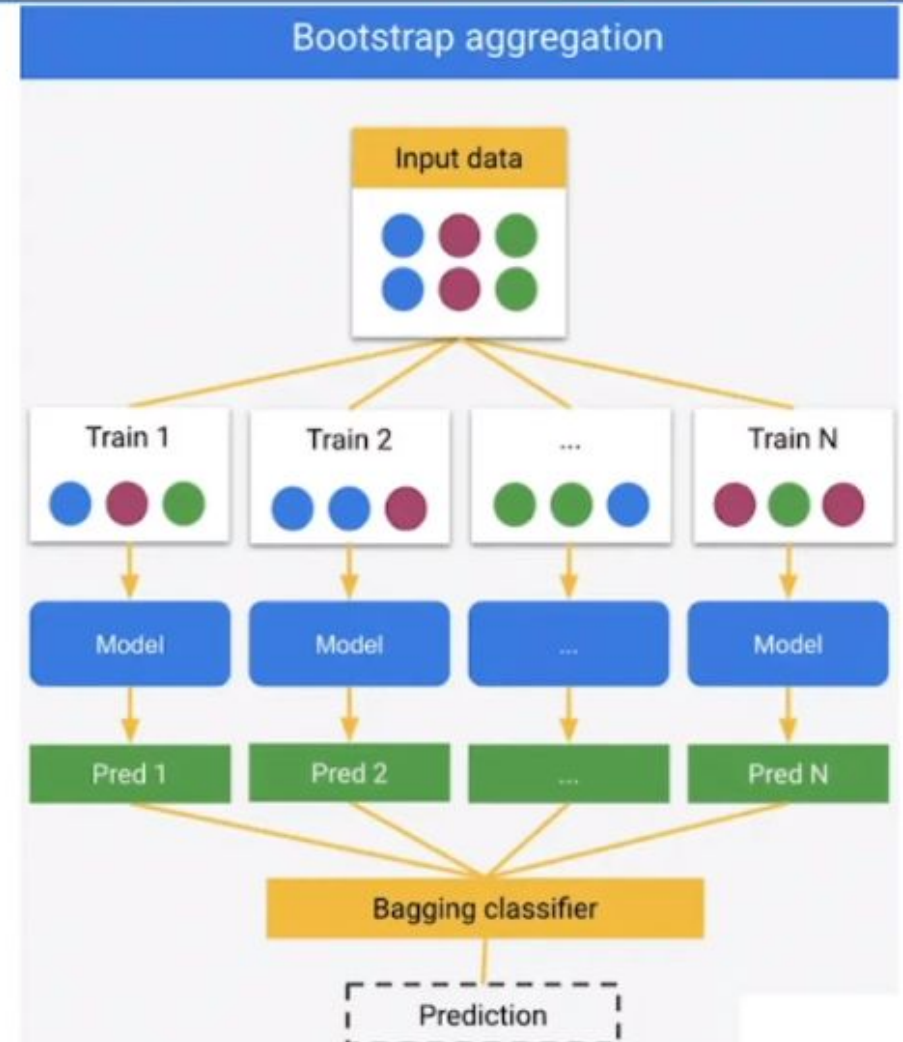 Bootstrap aggregation
Input data
Train 1
Train 2
...
Train N
Model
Model
...
Model
Pred 1
Pred 2
...
Pred N
Bagging classifier
Prediction